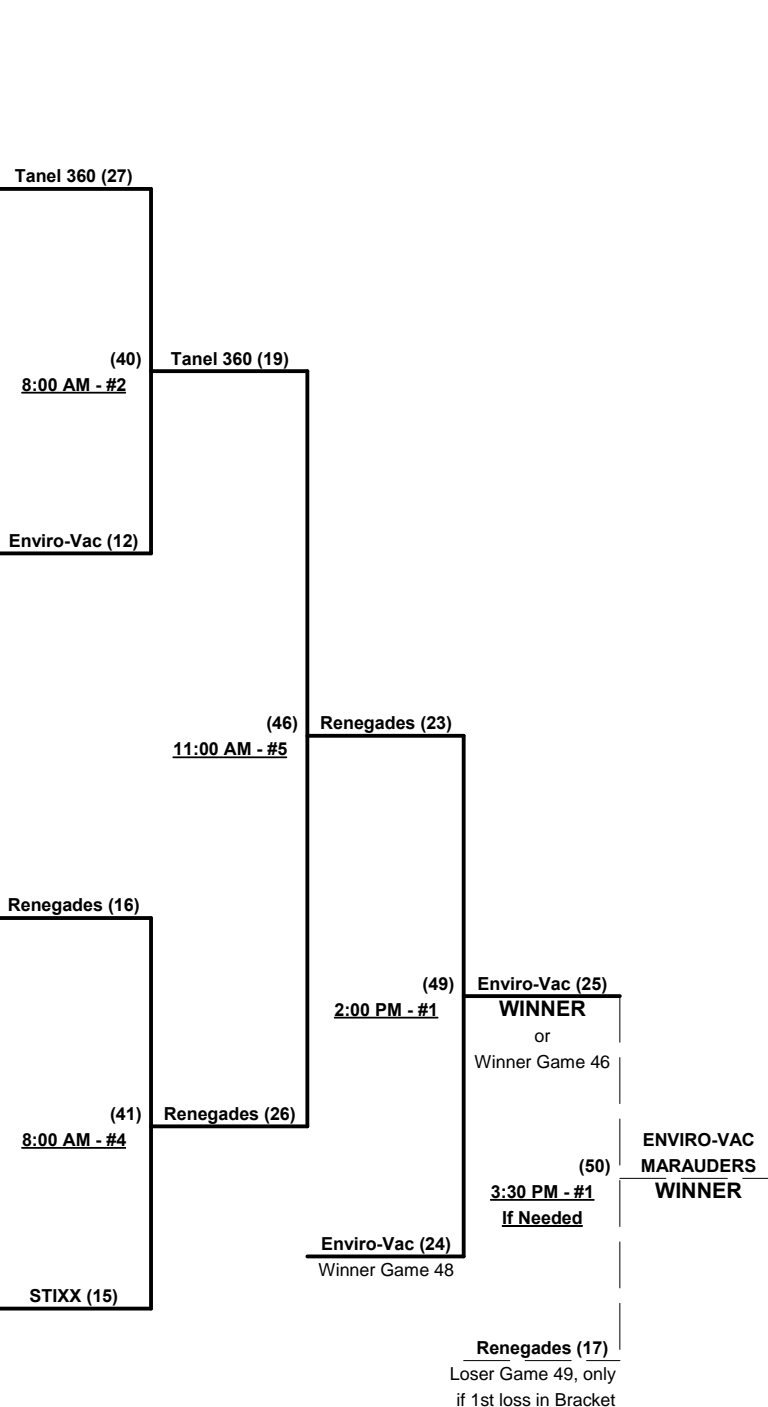 Tanel 360 (27)
(40) Tanel 360 (19)
8:00 AM - #2
Enviro-Vac (12)
(46) Renegades (23)
11:00 AM - #5
Renegades (16)
(49) Enviro-Vac (25)
2:00 PM - #1 WINNER
or
Winner Game 46
(41) Renegades (26)
8:00 AM - #4 ENVIRO-VAC
(50) MARAUDERS
3:30 PM - #1 WINNER
If Needed
Enviro-Vac (24)
Winner Game 48
STIXX (15)
Renegades (17)
Loser Game 49, only
if 1st loss in Bracket